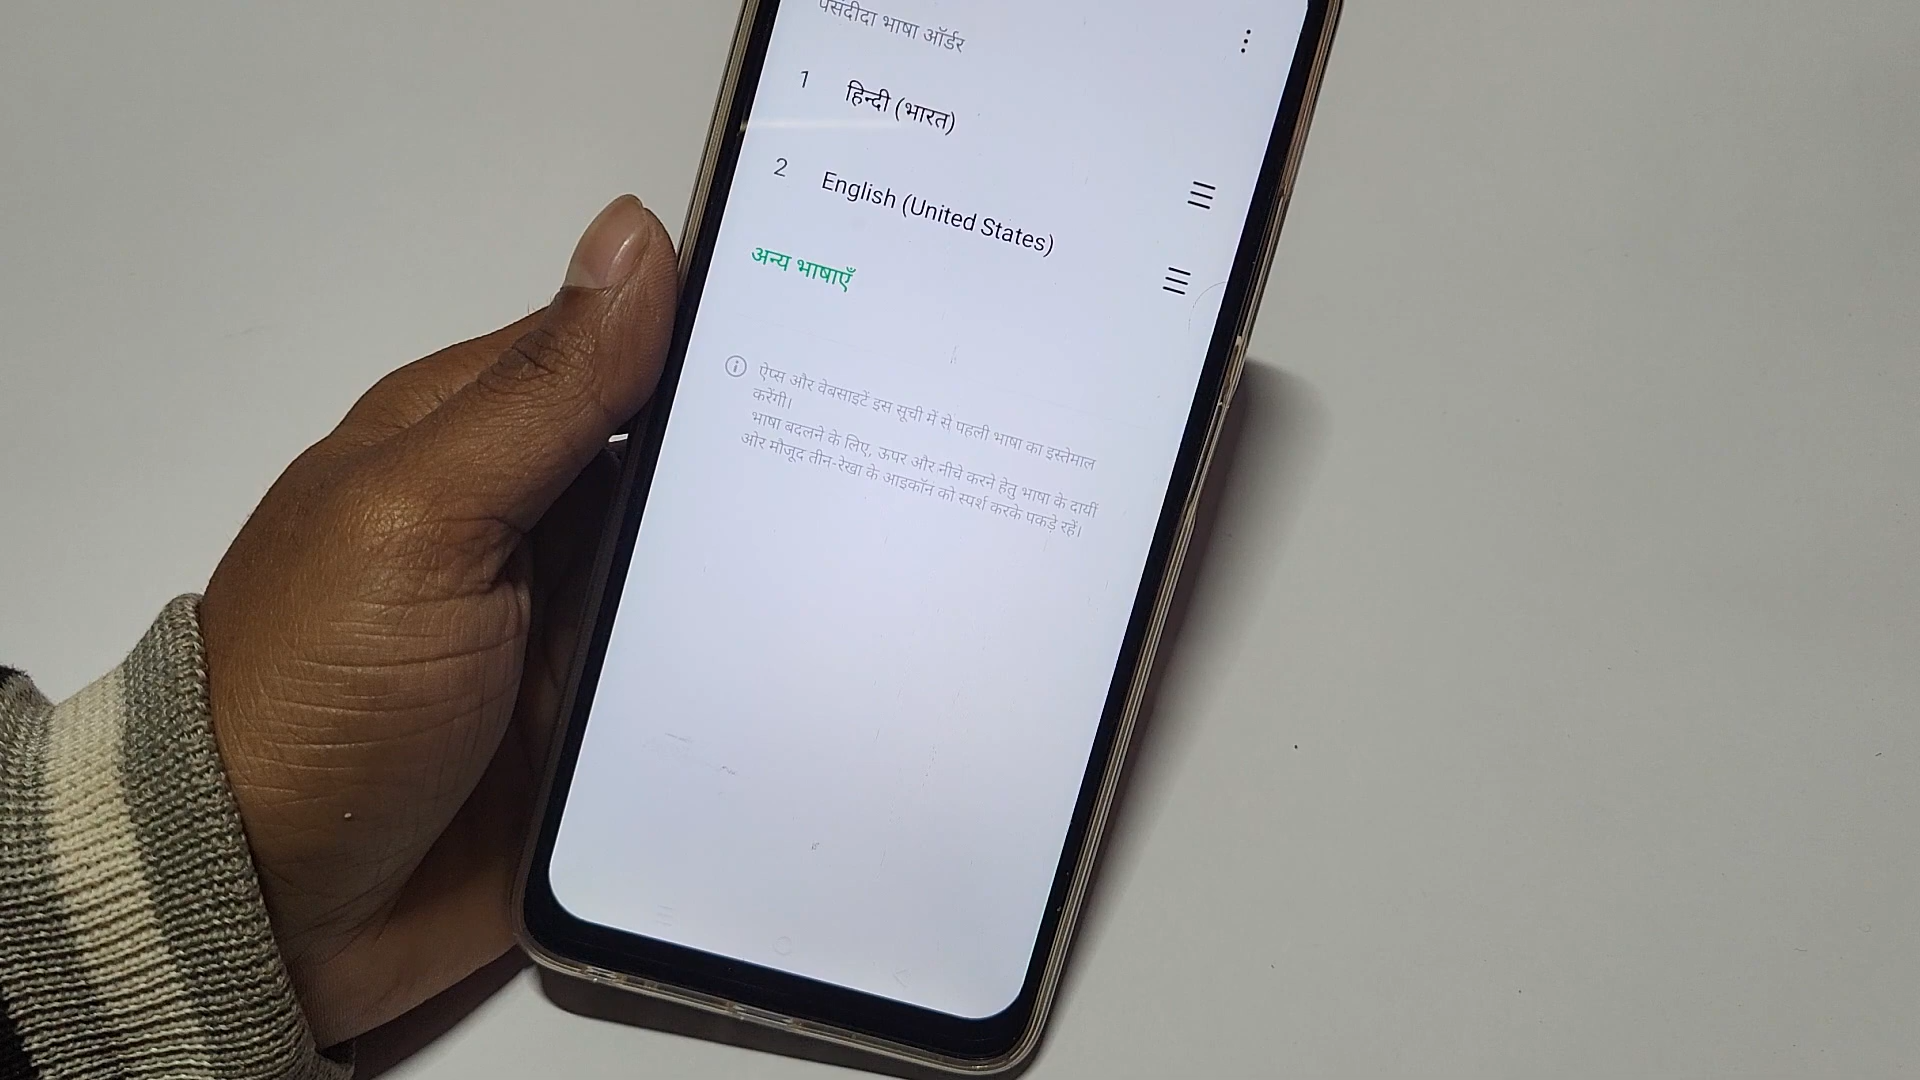 पसंदीदा भाषा ऑर्डर
1 हिन्दी (भारत)
2 English (United States)
अन्य भाषाएँ
ऐप्स और वेबसाइटें इस सूची में से पहली भाषा का इस्तेमाल
करेंगी।
भाषा बदलने के लिए, ऊपर और नीचे करने हेतु भाषा के दायीं
ओर मौजूद तीन-रेखा के आइकॉन को स्पर्श करके पकड़े रहें।